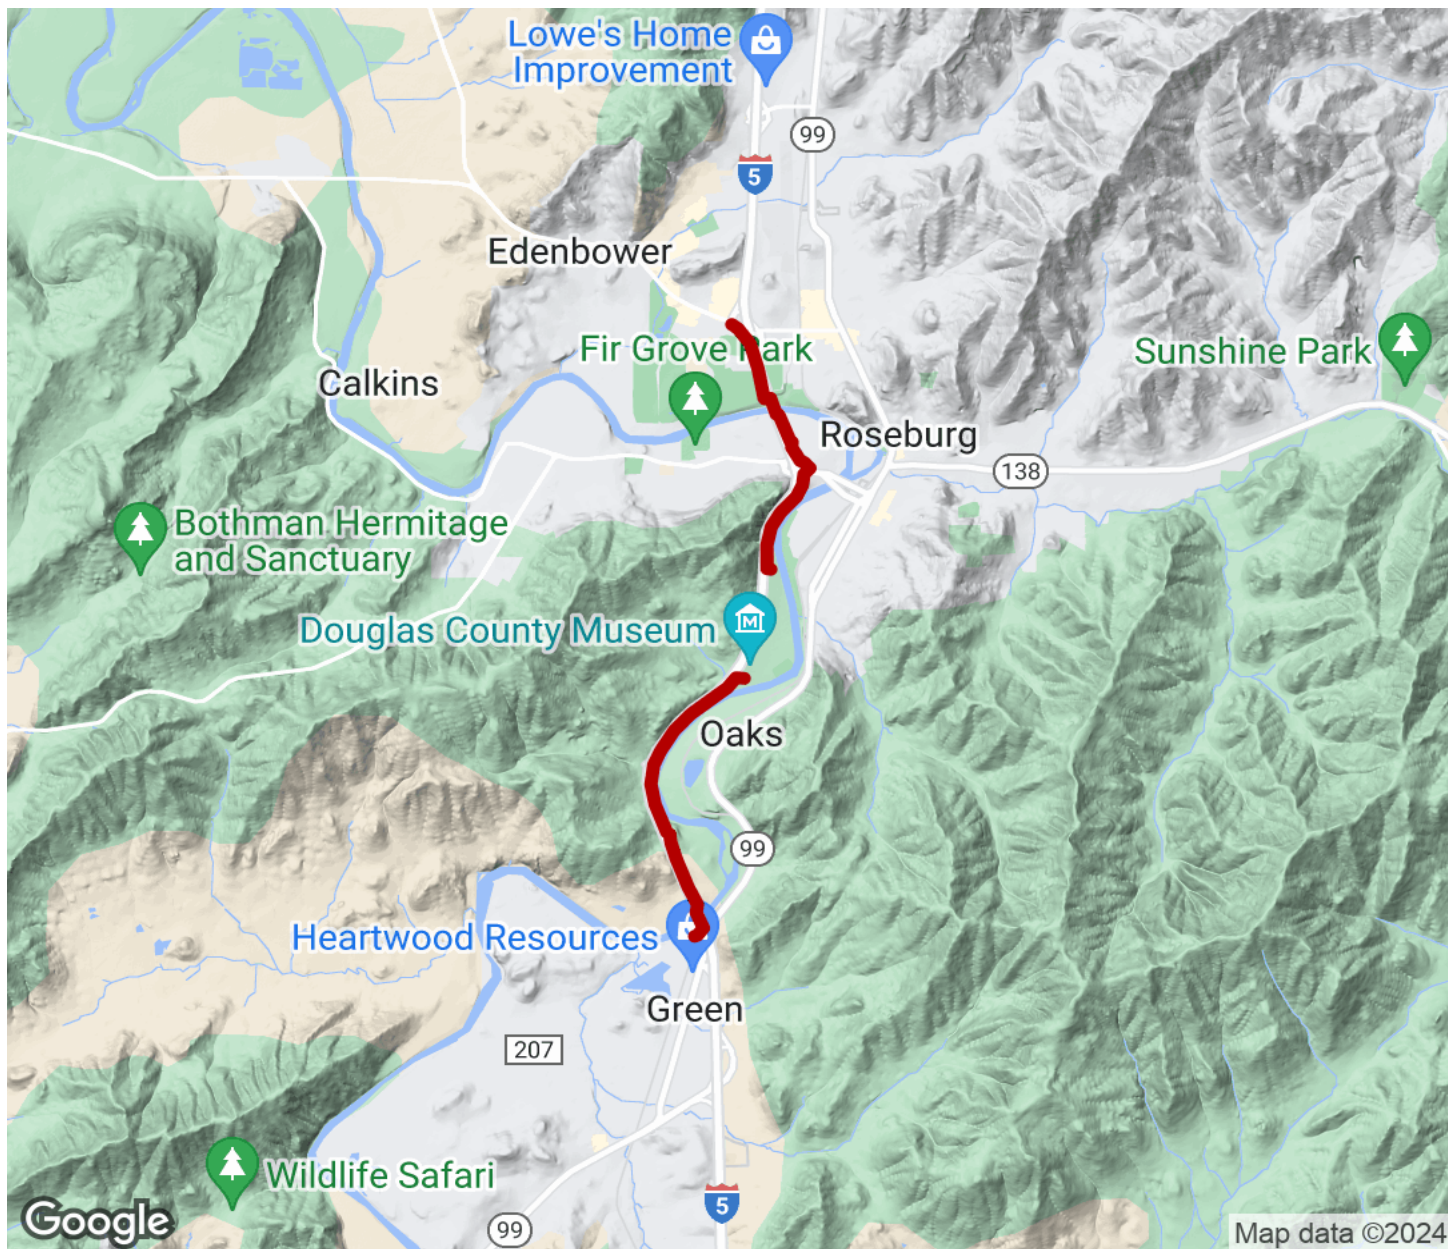 Lowe's Home
Improvement
99
5
Edenbower
Fir Grove Park
Sunshine Park
Calkins
Roseburg
138
Bothman Hermitage
and Sanctuary
Douglas County Museum
M
Oaks
99
Heartwood Resources
Green
207
Wildlife Safari
5
99
Google
Map data ©2024